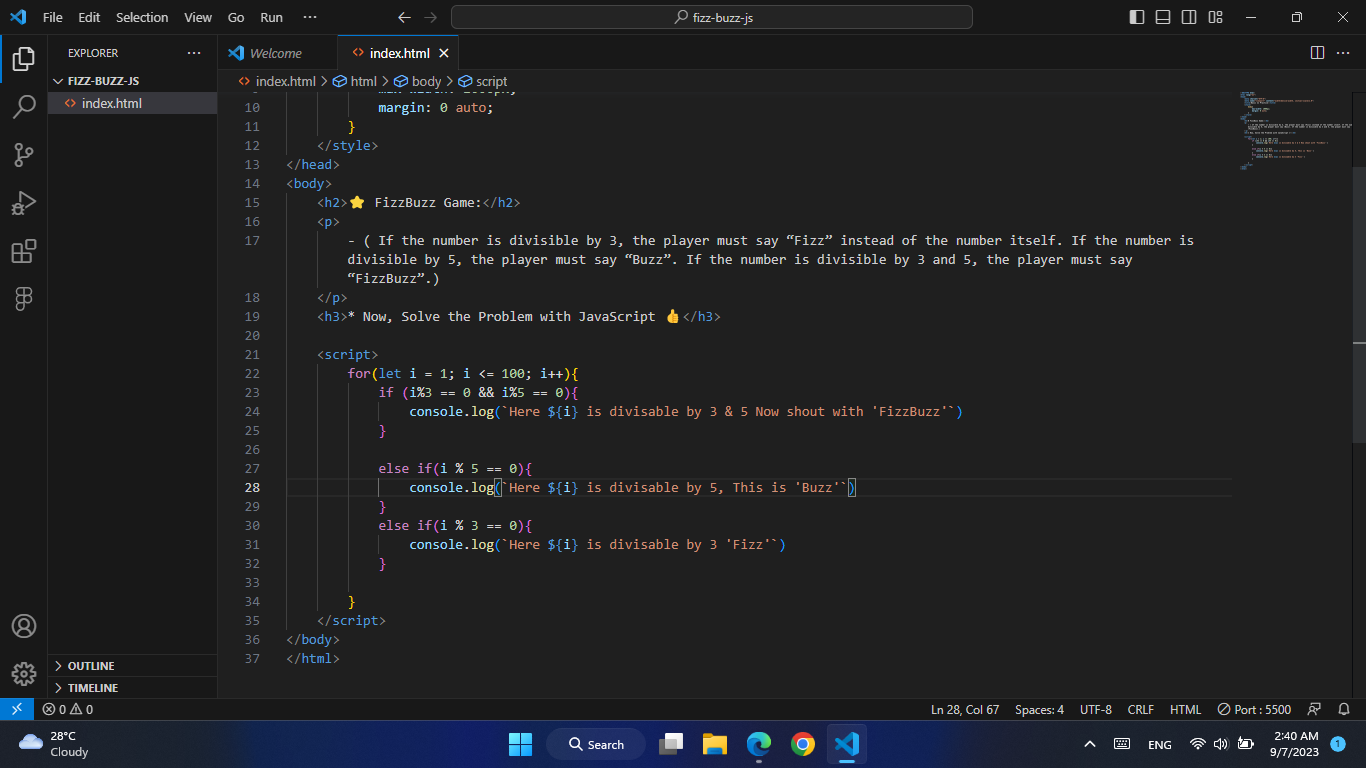 File Edit Selection View Go Run ··· fizz-buzz-js
EXPLORER ···
FIZZ-BUZZ-JS
index.html
OUTLINE
TIMELINE
Welcome index.html
index.html > html > body > script
10 margin: 0 auto;
11 }
12 </style>
13 </head>
14 <body>
15 <h2>⭐ FizzBuzz Game:</h2>
16 <p>
17 - ( If the number is divisible by 3, the player must say “Fizz” instead of the number itself. If the number is
divisible by 5, the player must say “Buzz”. If the number is divisible by 3 and 5, the player must say
“FizzBuzz”.)
18 </p>
19 <h3>* Now, Solve the Problem with JavaScript 👍</h3>
20
21 <script>
22 for(let i = 1; i <= 100; i++){
23 if (i%3 == 0 && i%5 == 0){
24 console.log(`Here ${i} is divisable by 3 & 5 Now shout with 'FizzBuzz'`)
25 }
26
27 else if(i % 5 == 0){
28 console.log(`Here ${i} is divisable by 5, This is 'Buzz'`)
29 }
30 else if(i % 3 == 0){
31 console.log(`Here ${i} is divisable by 3 'Fizz'`)
32 }
33
34 }
35 </script>
36 </body>
37 </html>
0 0 Ln 28, Col 67 Spaces: 4 UTF-8 CRLF HTML Port : 5500
28°C
Cloudy
Search
ENG
2:40 AM
9/7/2023
1